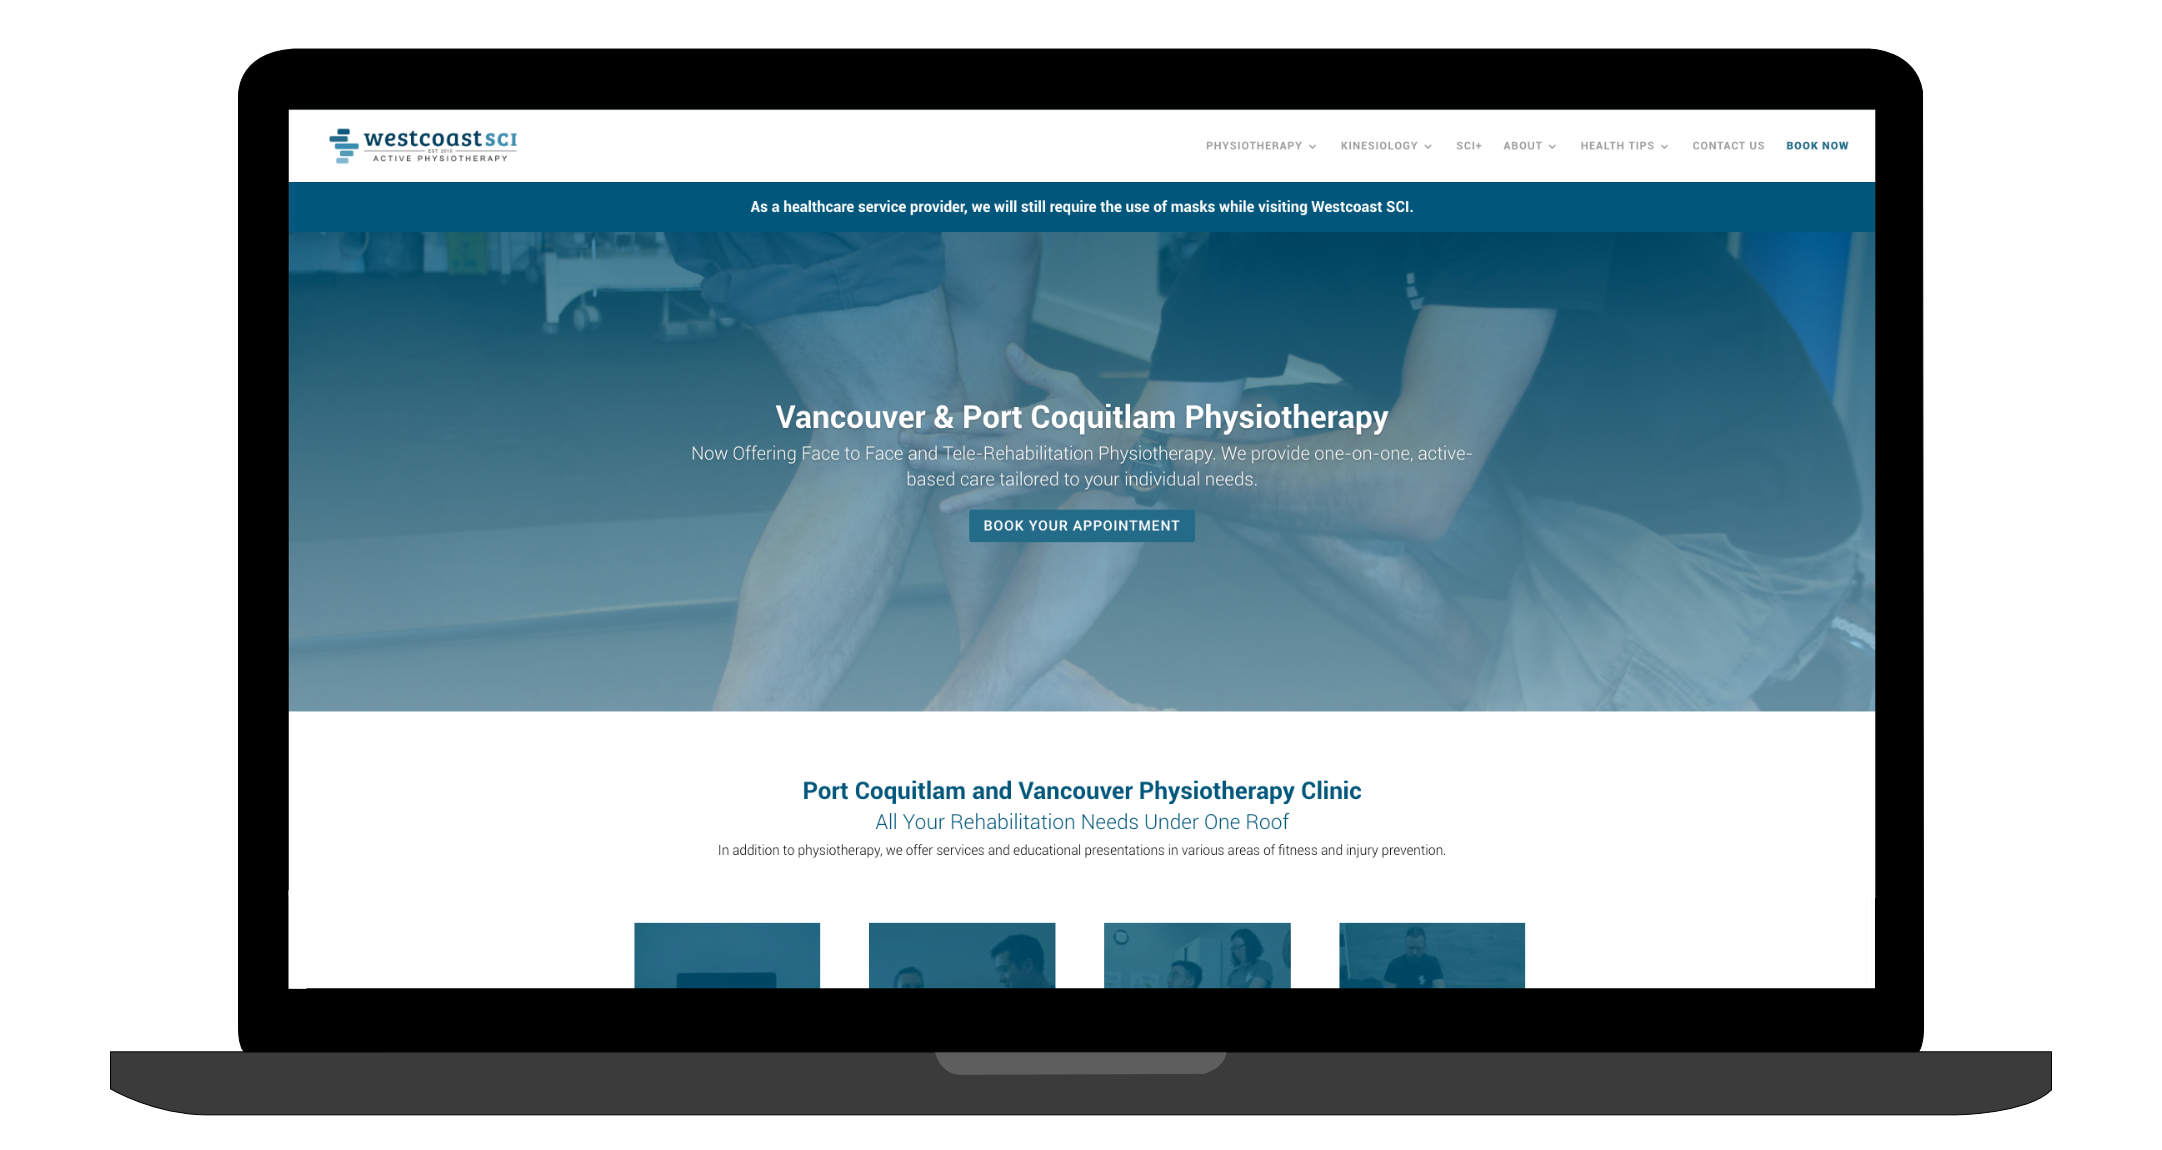 westcoast SCI
EST 2010
ACTIVE PHYSIOTHERAPY
PHYSIOTHERAPY
KINESIOLOGY
SCI+
ABOUT
HEALTH TIPS
CONTACT US
BOOK NOW
As a healthcare service provider, we will still require the use of masks while visiting Westcoast SCI.
Vancouver & Port Coquitlam Physiotherapy
Now Offering Face to Face and Tele-Rehabilitation Physiotherapy. We provide one-on-one, active-
based care tailored to your individual needs.
BOOK YOUR APPOINTMENT
Port Coquitlam and Vancouver Physiotherapy Clinic
All Your Rehabilitation Needs Under One Roof
In addition to physiotherapy, we offer services and educational presentations in various areas of fitness and injury prevention.